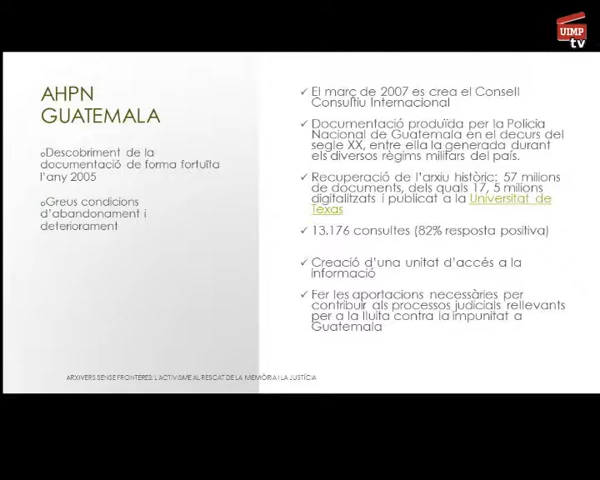 UIMP
tv
AHPN
GUATEMALA
Descobriment de la
documentació de forma fortuïta
l'any 2005
Greus condicions
d'abandonament i
deteriorament
✓ El març de 2007 es crea el Consell
Consultiu Internacional
✓ Documentació produïda per la Policia
Nacional de Guatemala en el decurs del
segle XX, entre ella la generada durant
els diversos règims militars del país.
✓ Recuperació de l'arxiu històric: 57 milions
de documents, dels quals 17, 5 milions
digitalitzats i publicat a la Universitat de
Texas
✓ 13.176 consultes (82% resposta positiva)
✓ Creació d'una unitat d'accés a la
informació
✓ Fer les aportacions necessàries per
contribuir als processos judicials rellevants
per a la lluita contra la impunitat a
Guatemala
ARXIVERS SENSE FRONTERES: L'ACTIVISME AL RESCAT DE LA MEMÒRIA I LA JUSTÍCIA